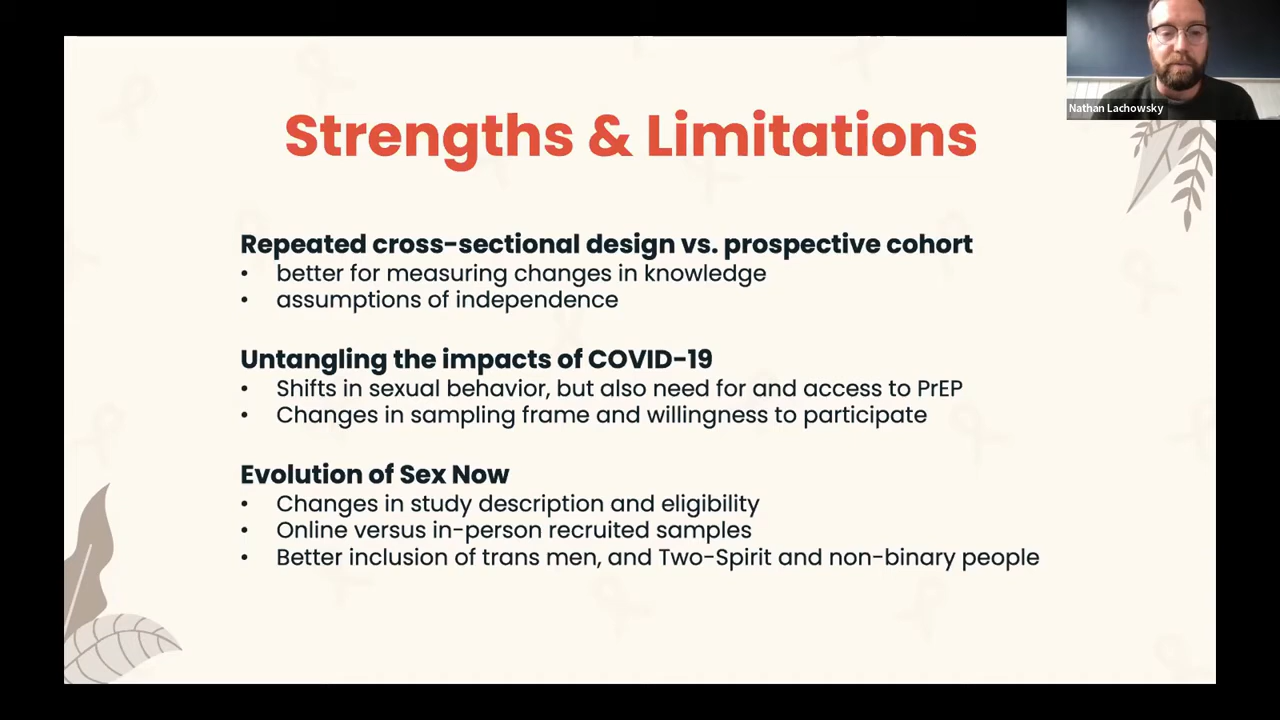 Nathan Lachowsky
Strengths & Limitations
Repeated cross-sectional design vs. prospective cohort
• better for measuring changes in knowledge
• assumptions of independence
Untangling the impacts of COVID-19
• Shifts in sexual behavior, but also need for and access to PrEP
• Changes in sampling frame and willingness to participate
Evolution of Sex Now
• Changes in study description and eligibility
• Online versus in-person recruited samples
• Better inclusion of trans men, and Two-Spirit and non-binary people